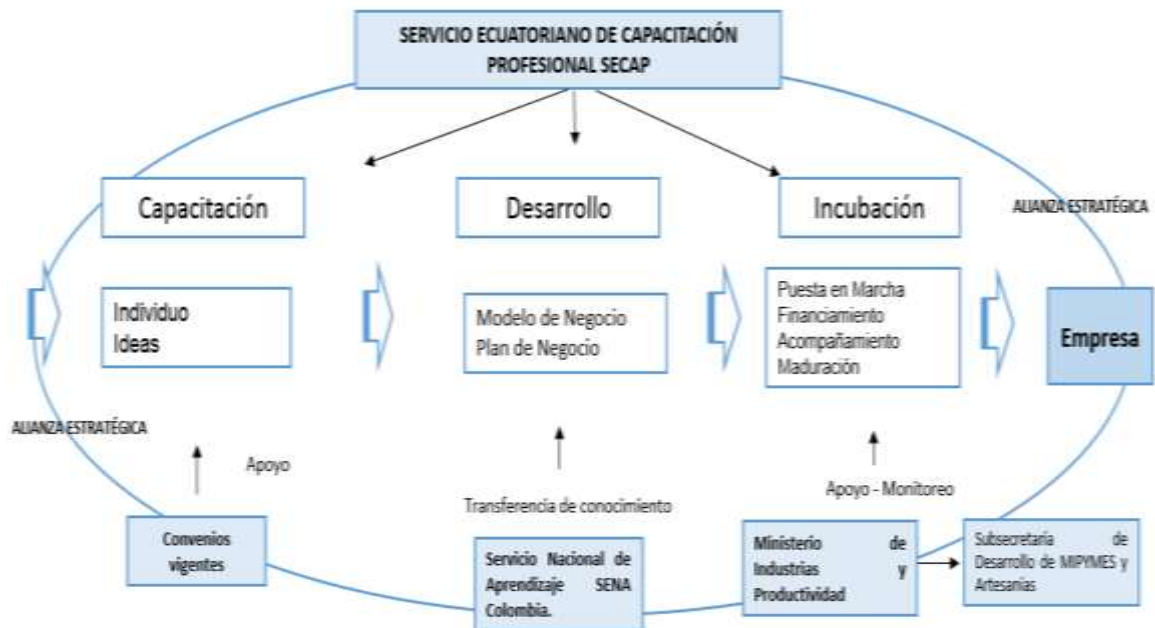 SERVICIO ECUATORIANO DE CAPACITACIÓN
PROFESIONAL SECAP
Capacitación
Desarrollo
Incubación
ALIANZA ESTRATÉGICA
Individuo
Ideas
Modelo de Negocio
Plan de Negocio
Puesta en Marcha
Financiamiento
Acompañamiento
Maduración
Empresa
ALIANZA ESTRATÉGICA
Apoyo
Transferencia de conocimiento
Apoyo - Monitoreo
Convenios
vigentes
Servicio Nacional de
Aprendizaje SENA
Colombia.
Ministerio de
Industrias y
Productividad
Subsecretaría de
Desarrollo de MIPYMES y
Artesanías